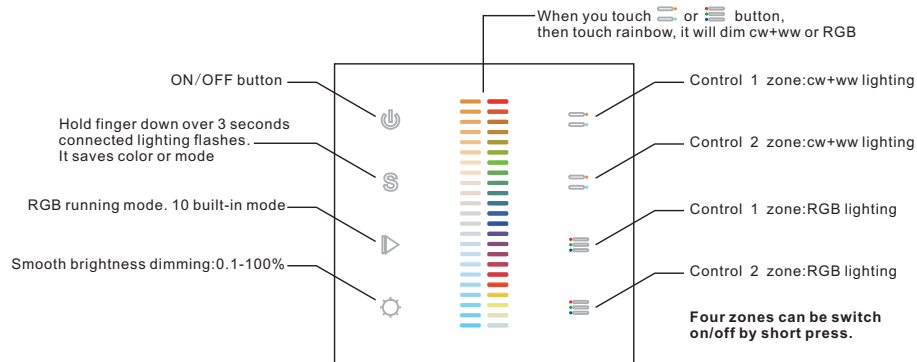 When you touch or button,
then touch rainbow, it will dim cw+ww or RGB
ON/OFF button
Hold finger down over 3 seconds
connected lighting flashes.
It saves color or mode
RGB running mode. 10 built-in mode
Smooth brightness dimming:0.1-100%
S
Control 1 zone:cw+ww lighting
Control 2 zone:cw+ww lighting
Control 1 zone:RGB lighting
Control 2 zone:RGB lighting
Four zones can be switch
on/off by short press.